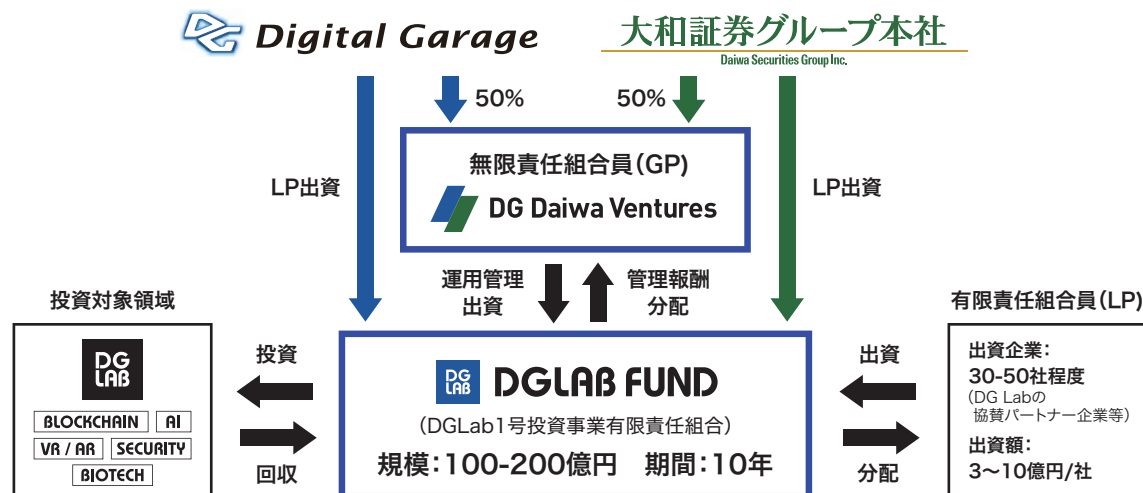 DG Digital Garage
大和証券グループ本社
Daiwa Securities Group Inc.
50%
50%
無限責任組合員(GP)
DG Daiwa Ventures
LP出資
LP出資
運用管理
出資
管理報酬
分配
投資対象領域
DG
LAB
BLOCKCHAIN
AI
VR / AR
SECURITY
BIOTECH
投資
回収
DG
LAB
DGLAB FUND
(DGLab1号投資事業有限責任組合)
規模:100-200億円 期間:10年
出資
分配
有限責任組合員(LP)
出資企業:
30-50社程度
(DG Labの
協賛パートナー企業等)
出資額:
3〜10億円/社